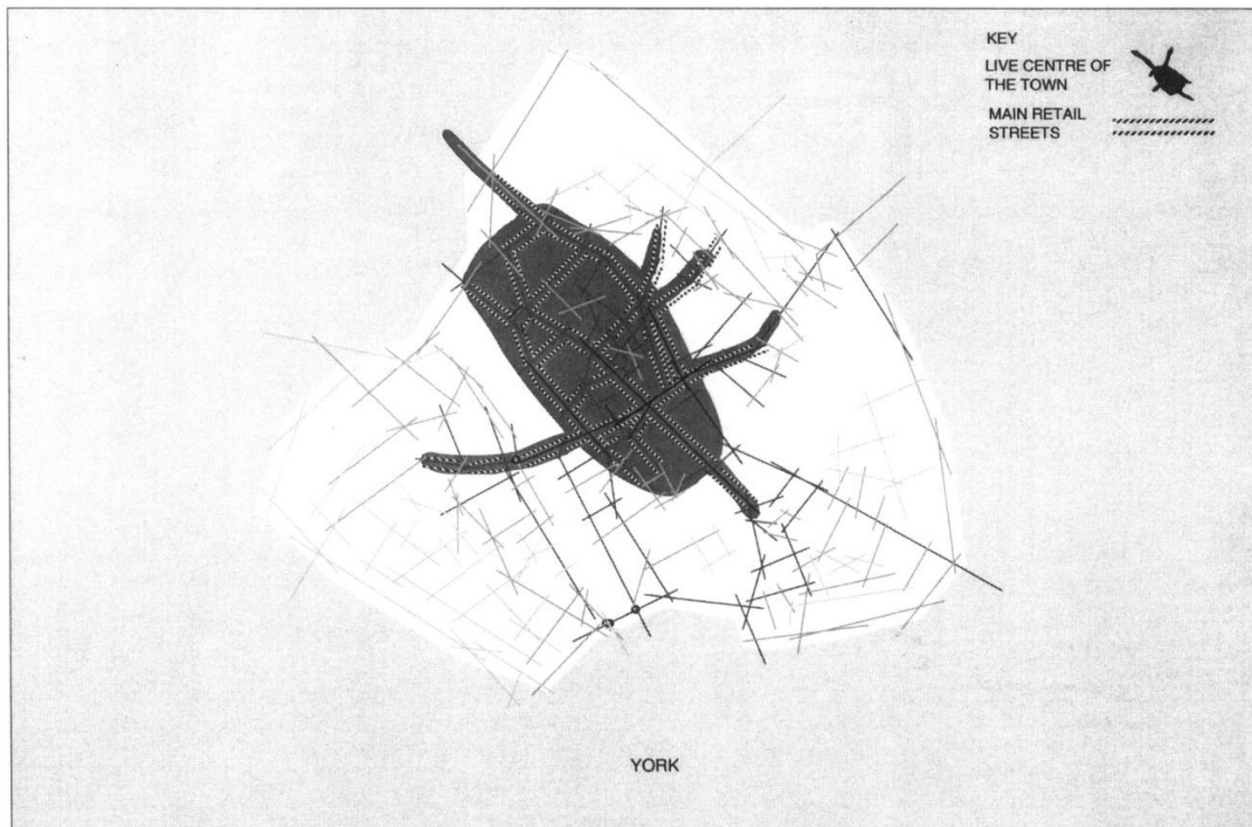 KEY
LIVE CENTRE OF
THE TOWN
MAIN RETAIL
STREETS
YORK